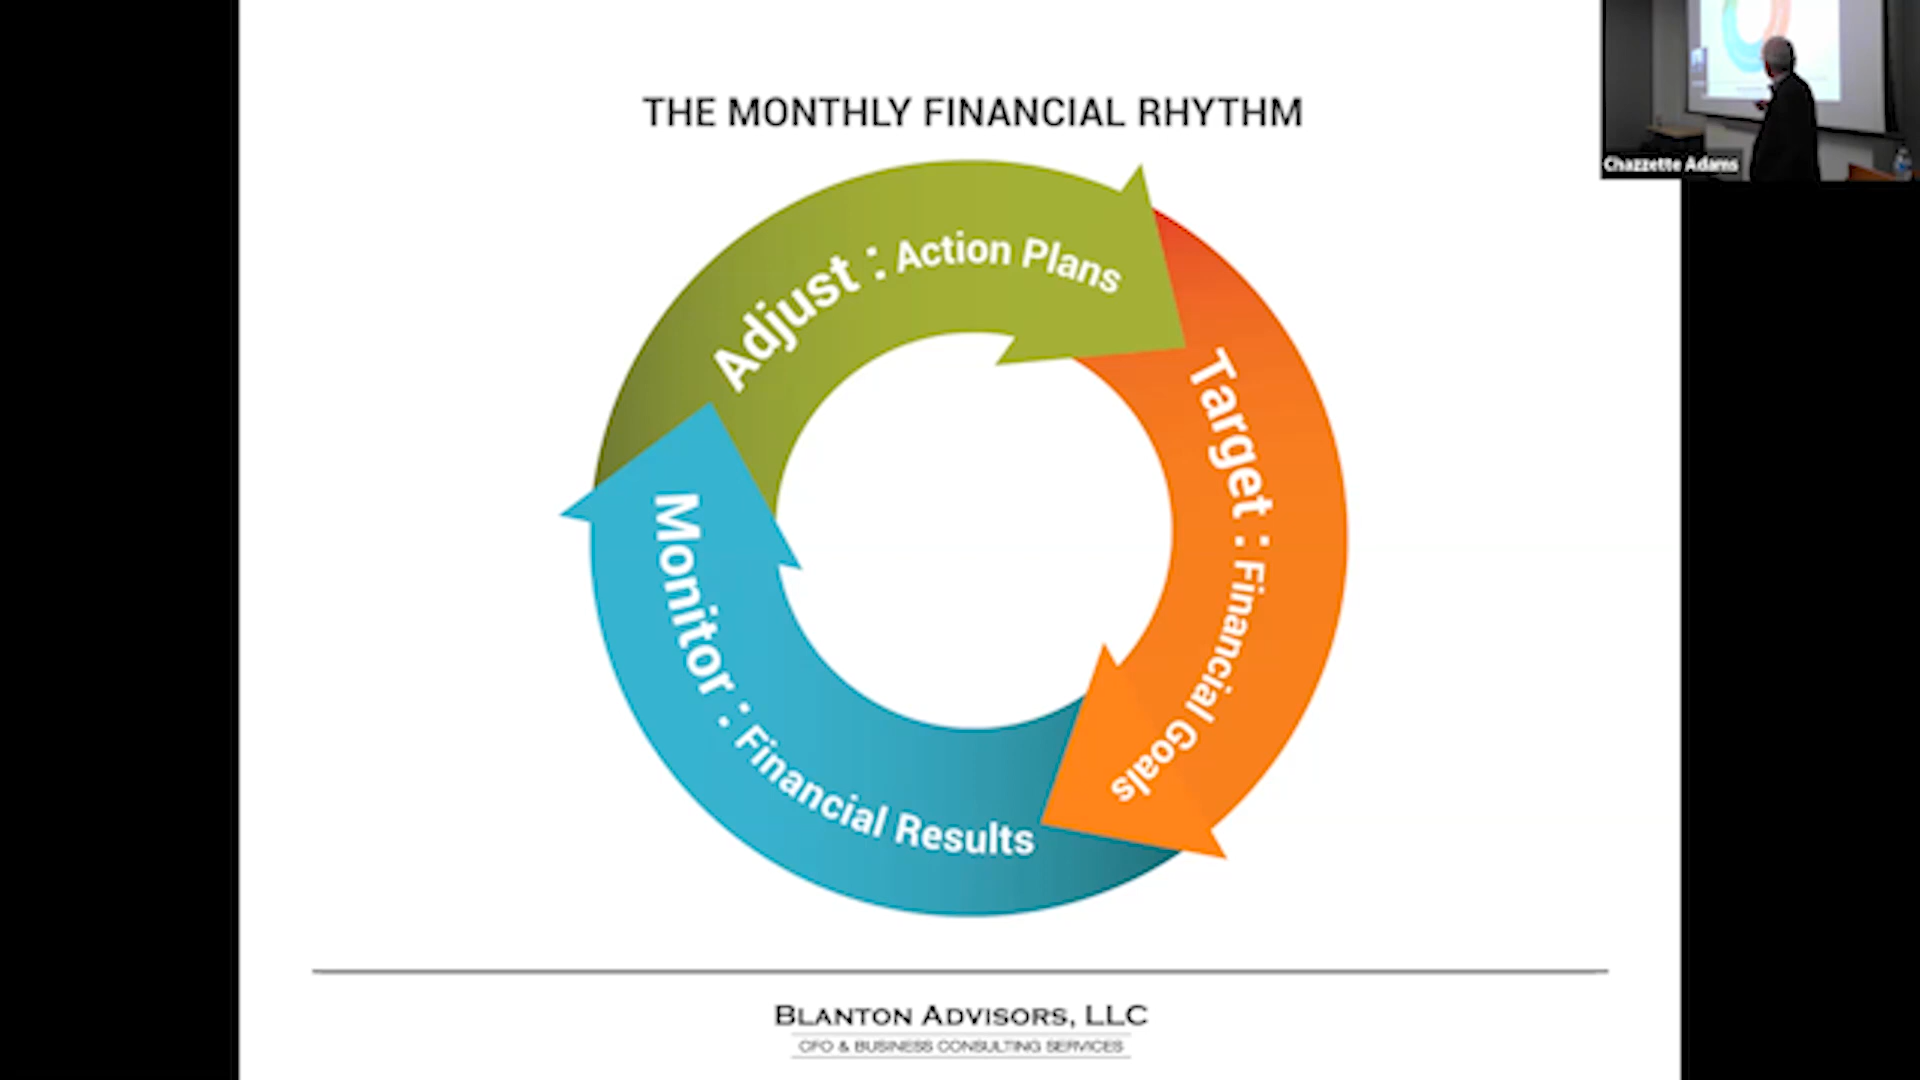 THE MONTHLY FINANCIAL RHYTHM
Chazzette Adams
Adjust : Action Plans
Target : Financial Goals
Monitor : Financial Results
BLANTON ADVISORS, LLC
CFO & BUSINESS CONSULTING SERVICES